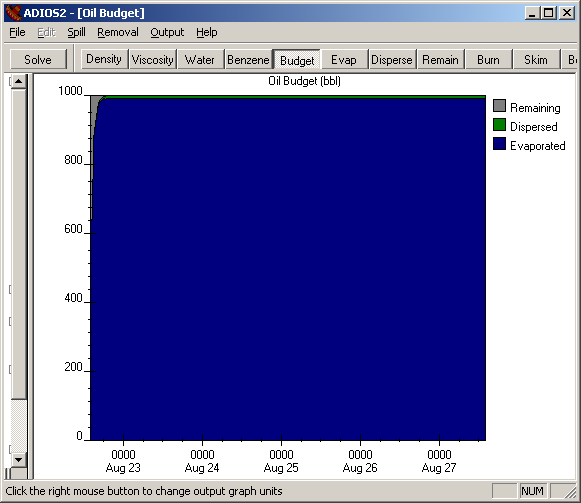 ADIOS2 - [Oil Budget]
File Edit Spill Removal Output Help
Solve Density Viscosity Water Benzene Budget Evap Disperse Remain Burn Skim
Oil Budget (bbl)
1000
800
600
400
200
0
Remaining
Dispersed
Evaporated
0000 0000 0000 0000 0000
Aug 23 Aug 24 Aug 25 Aug 26 Aug 27
Click the right mouse button to change output graph units NUM